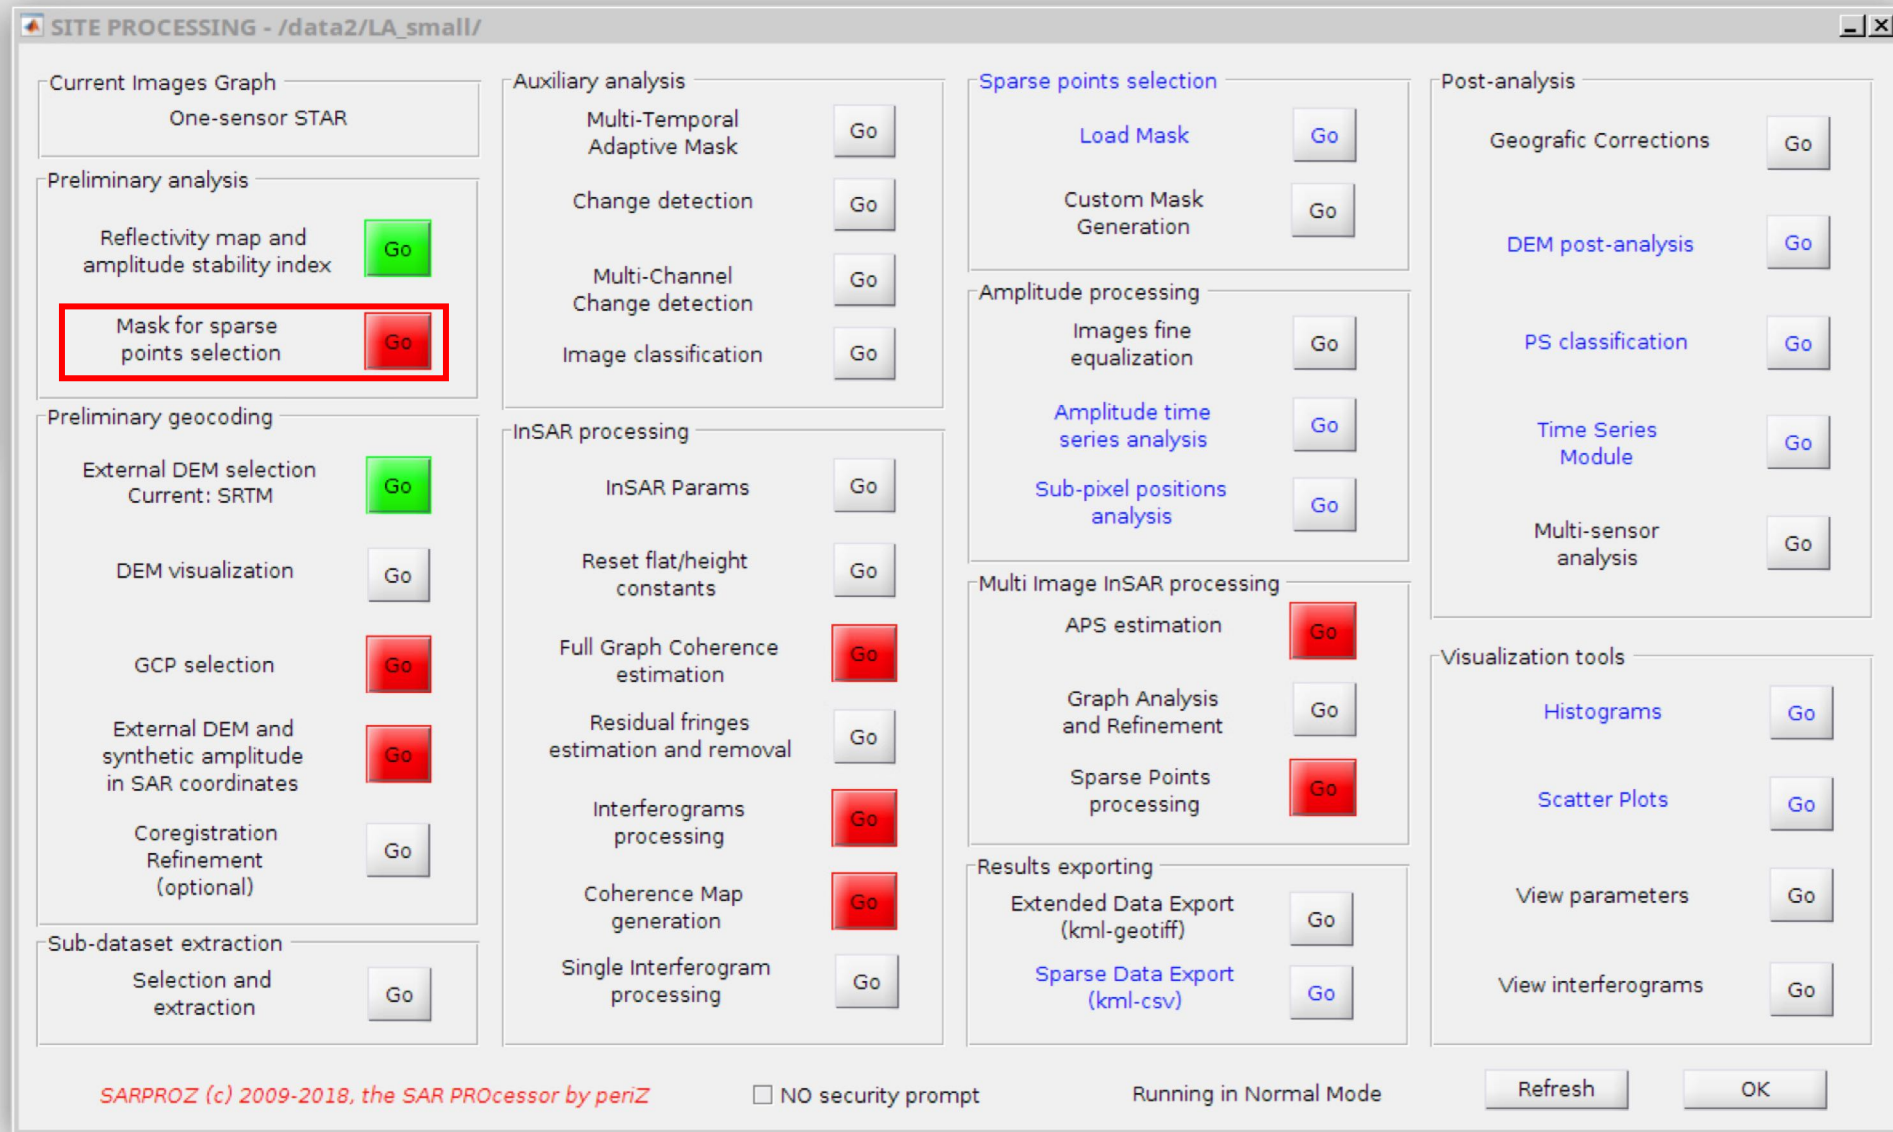 SITE PROCESSING - /data2/LA_small/
Current Images Graph
One-sensor STAR
Preliminary analysis
Reflectivity map and
amplitude stability index
Go
Mask for sparse
points selection
Go
Preliminary geocoding
External DEM selection
Current: SRTM
Go
DEM visualization
Go
GCP selection
Go
External DEM and
synthetic amplitude
in SAR coordinates
Go
Coregistration
Refinement
(optional)
Go
Sub-dataset extraction
Selection and
extraction
Go
Auxiliary analysis
Multi-Temporal
Adaptive Mask
Go
Change detection
Go
Multi-Channel
Change detection
Go
Image classification
Go
InSAR processing
InSAR Params
Go
Reset flat/height
constants
Go
Full Graph Coherence
estimation
Go
Residual fringes
estimation and removal
Go
Interferograms
processing
Go
Coherence Map
generation
Go
Single Interferogram
processing
Go
Sparse points selection
Load Mask
Go
Custom Mask
Generation
Go
Amplitude processing
Images fine
equalization
Go
Amplitude time
series analysis
Go
Sub-pixel positions
analysis
Go
Multi Image InSAR processing
APS estimation
Go
Graph Analysis
and Refinement
Go
Sparse Points
processing
Go
Results exporting
Extended Data Export
(kml-geotiff)
Go
Sparse Data Export
(kml-csv)
Go
Post-analysis
Geografic Corrections
Go
DEM post-analysis
Go
PS classification
Go
Time Series
Module
Go
Multi-sensor
analysis
Go
Visualization tools
Histograms
Go
Scatter Plots
Go
View parameters
Go
View interferograms
Go
SARPROZ (c) 2009-2018, the SAR PROcessor by periZ
NO security prompt
Running in Normal Mode
Refresh
OK